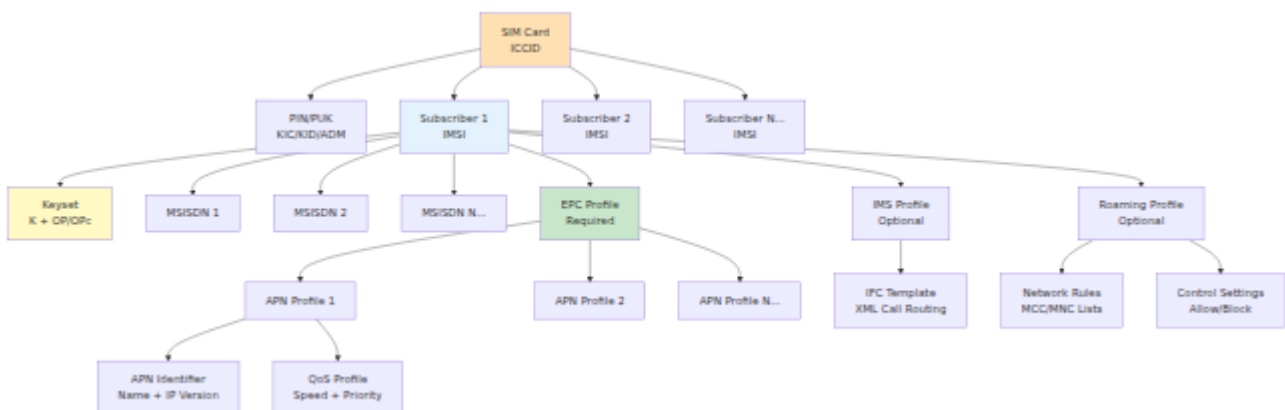 SIM Card
ICCID
PIN/PUK
KIC/KID/ADM
Subscriber 1
IMSI
Subscriber 2
IMSI
Subscriber N...
IMSI
Keyset
K + OP/OPc
MSISDN 1
MSISDN 2
MSISDN N...
EPC Profile
Required
IMS Profile
Optional
Roaming Profile
Optional
APN Profile 1
APN Profile 2
APN Profile N...
IFC Template
XML Call Routing
Network Rules
MCC/MNC Lists
Control Settings
Allow/Block
APN Identifier
Name + IP Version
QoS Profile
Speed + Priority